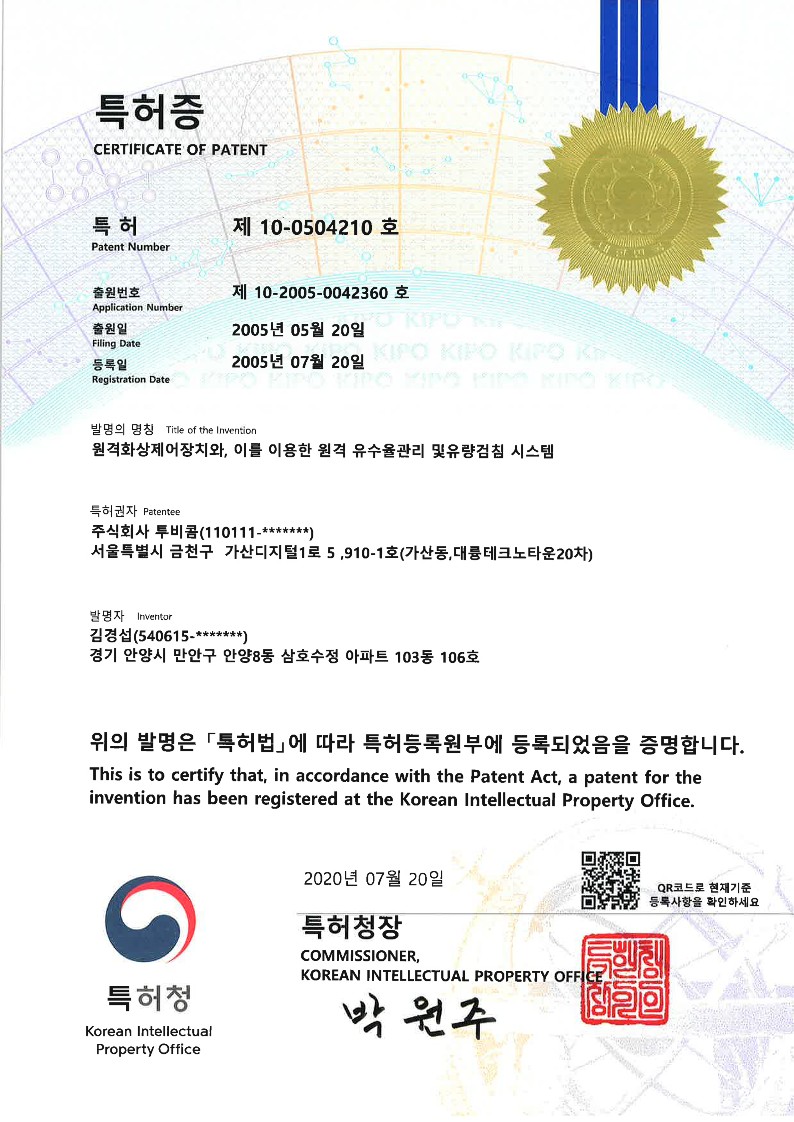 특허증
CERTIFICATE OF PATENT
특 허 제 10-0504210 호
Patent Number
출원번호 제 10-2005-0042360 호
Application Number
출원일 2005년 05월 20일
Filing Date
등록일 2005년 07월 20일
Registration Date
발명의 명칭 Title of the Invention
원격화상제어장치와, 이를 이용한 원격 유수율관리 및유량검침 시스템
특허권자 Patentee
주식회사 투비콤(110111-*******)
서울특별시 금천구 가산디지털1로 5 ,910-1호(가산동,대륭테크노타운20차)
발명자 Inventor
김경섭(540615-*******)
경기 안양시 만안구 안양8동 삼호수정 아파트 103동 106호
위의 발명은 「특허법」에 따라 특허등록원부에 등록되었음을 증명합니다.
This is to certify that, in accordance with the Patent Act, a patent for the
invention has been registered at the Korean Intellectual Property Office.
2020년 07월 20일
QR코드로 현재기준
등록사항을 확인하세요
특허청장
COMMISSIONER,
KOREAN INTELLECTUAL PROPERTY OFFICE
박원주
특허청
Korean Intellectual
Property Office